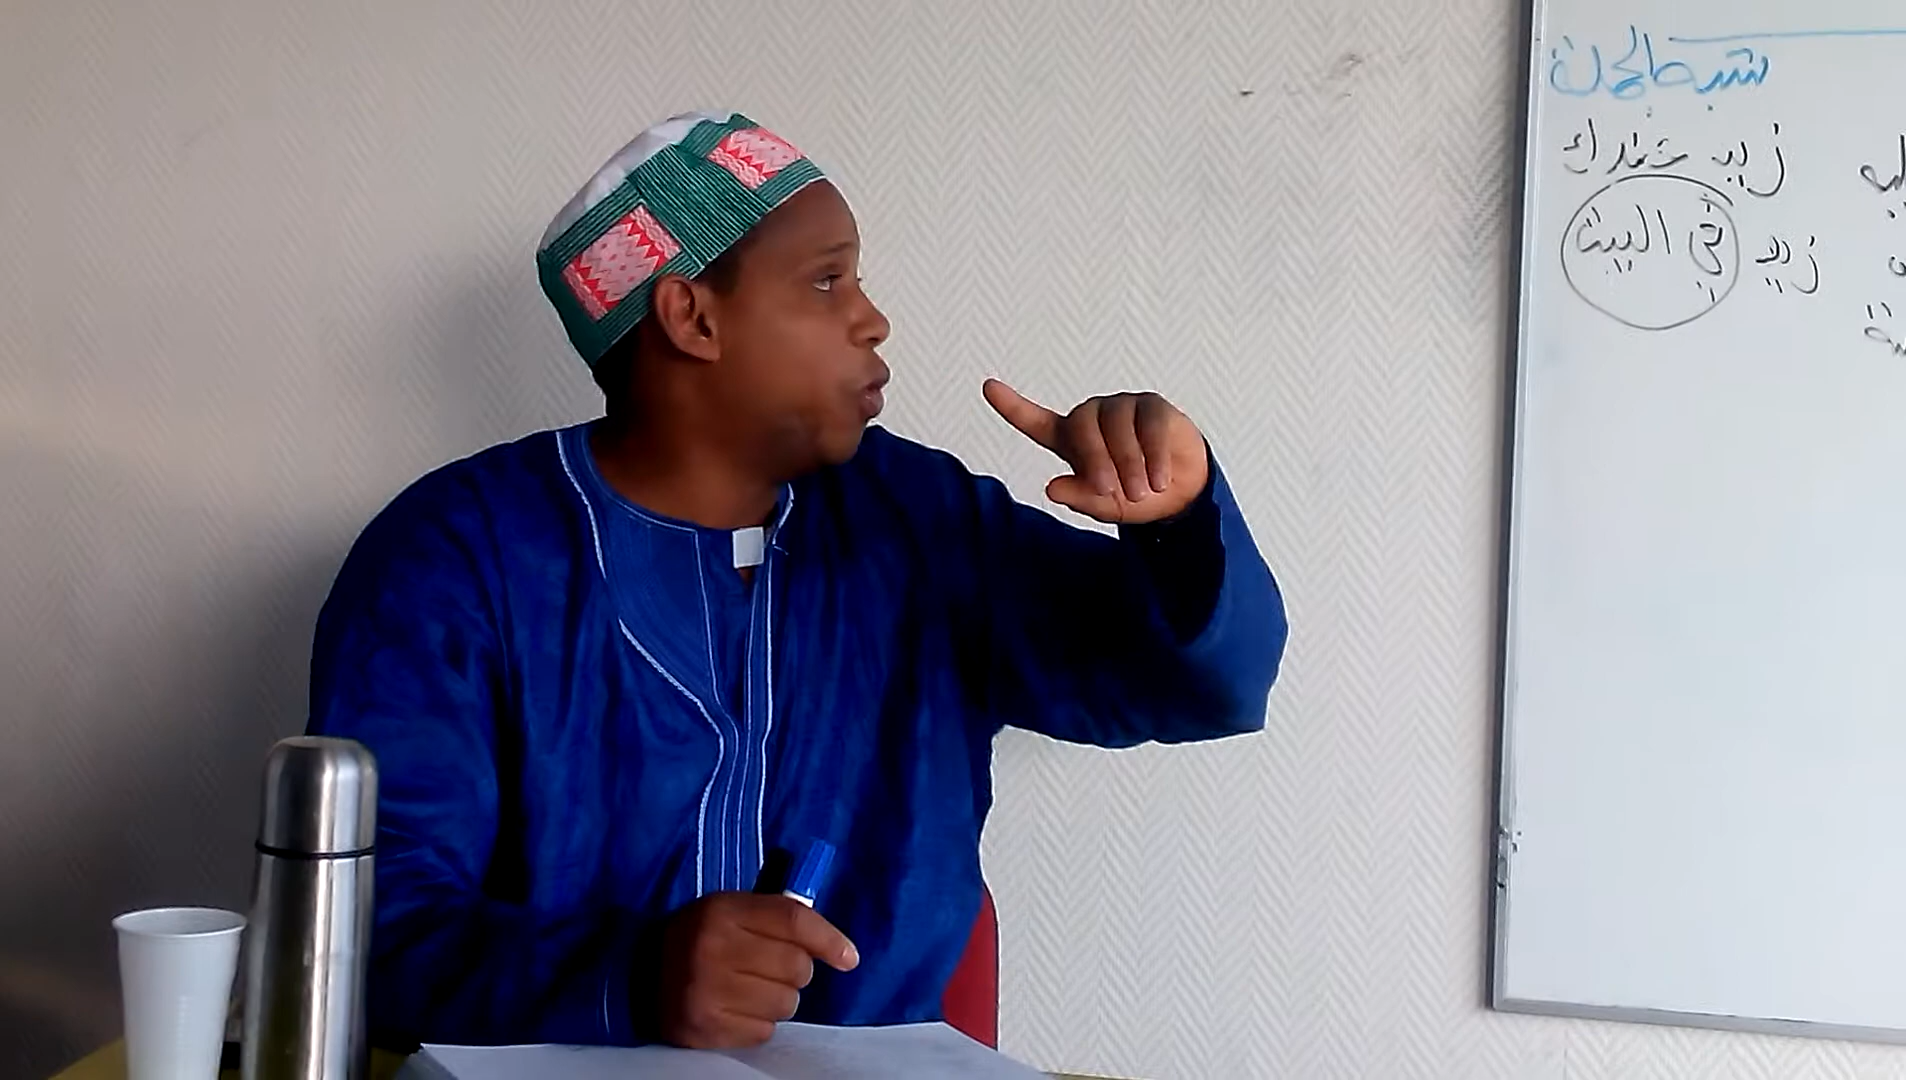 شبه الجملة
زيد عندك
زيد في البيت